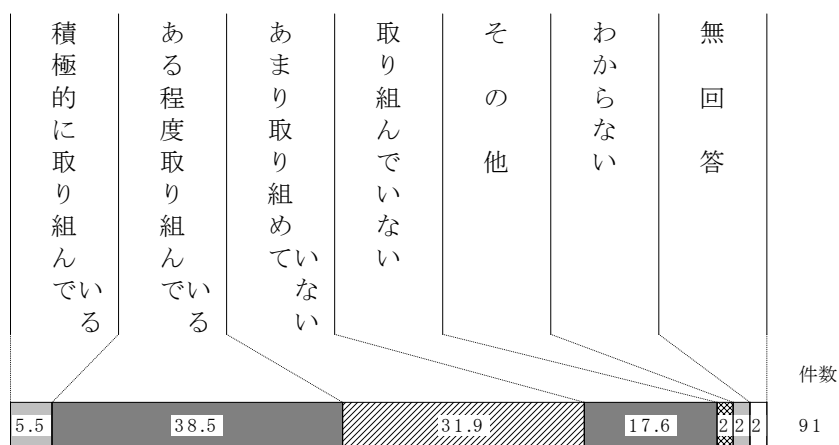 積極的に取り組んでいる
ある程度取り組んでいる
あまり取り組めていない
取り組んでいない
その他
わからない
無回答
件数
5.5
38.5
31.9
17.6
2
2
2
91